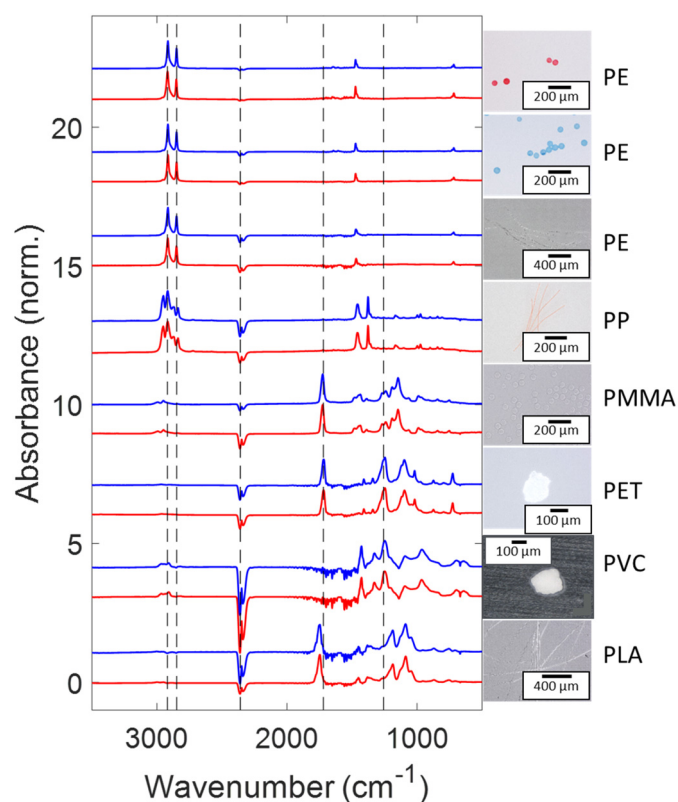 PE
200 µm
20
PE
200 µm
PE
400 µm
15
PP
200 µm
Absorbance (norm.)
PMMA
200 µm
10
PET
100 µm
5
100 µm
PVC
PLA
400 µm
0
3000 2000 1000
Wavenumber (cm⁻¹)